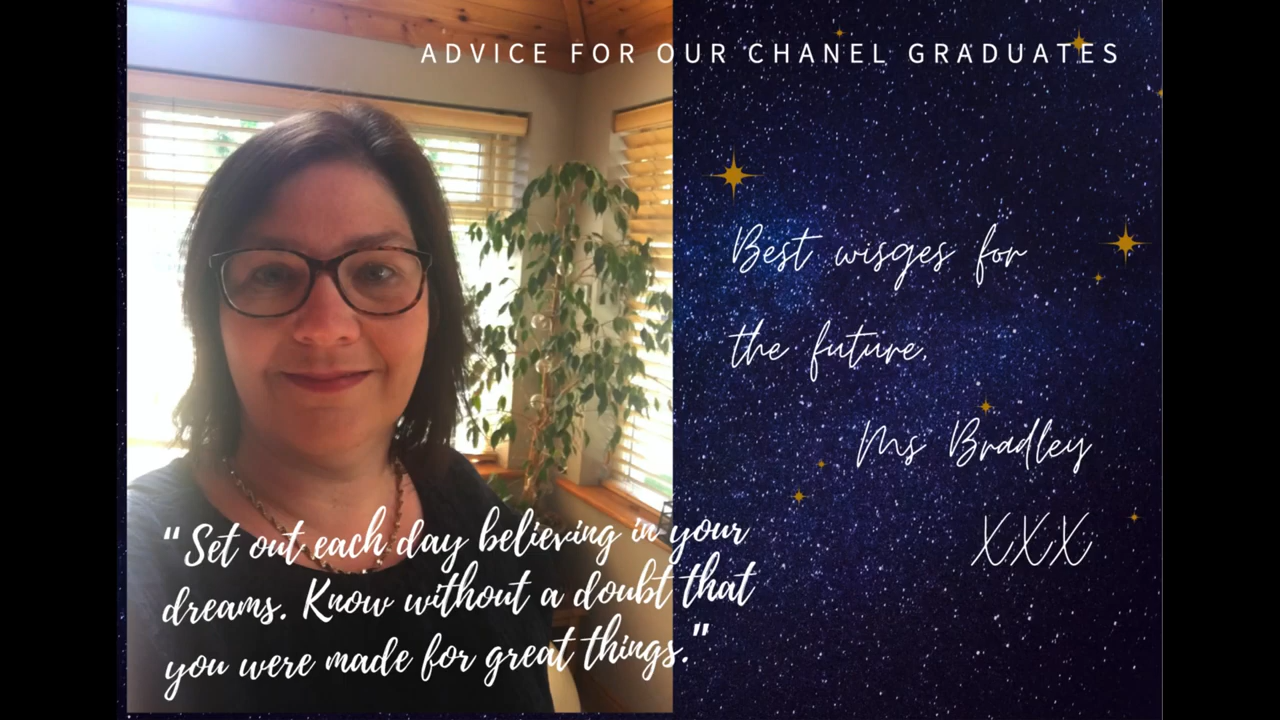 ADVICE FOR OUR CHANEL GRADUATES
Best wisges for
the future.
Ms Bradley
XXX
"Set out each day believing in your
dreams. Know without a doubt that
you were made for great things."